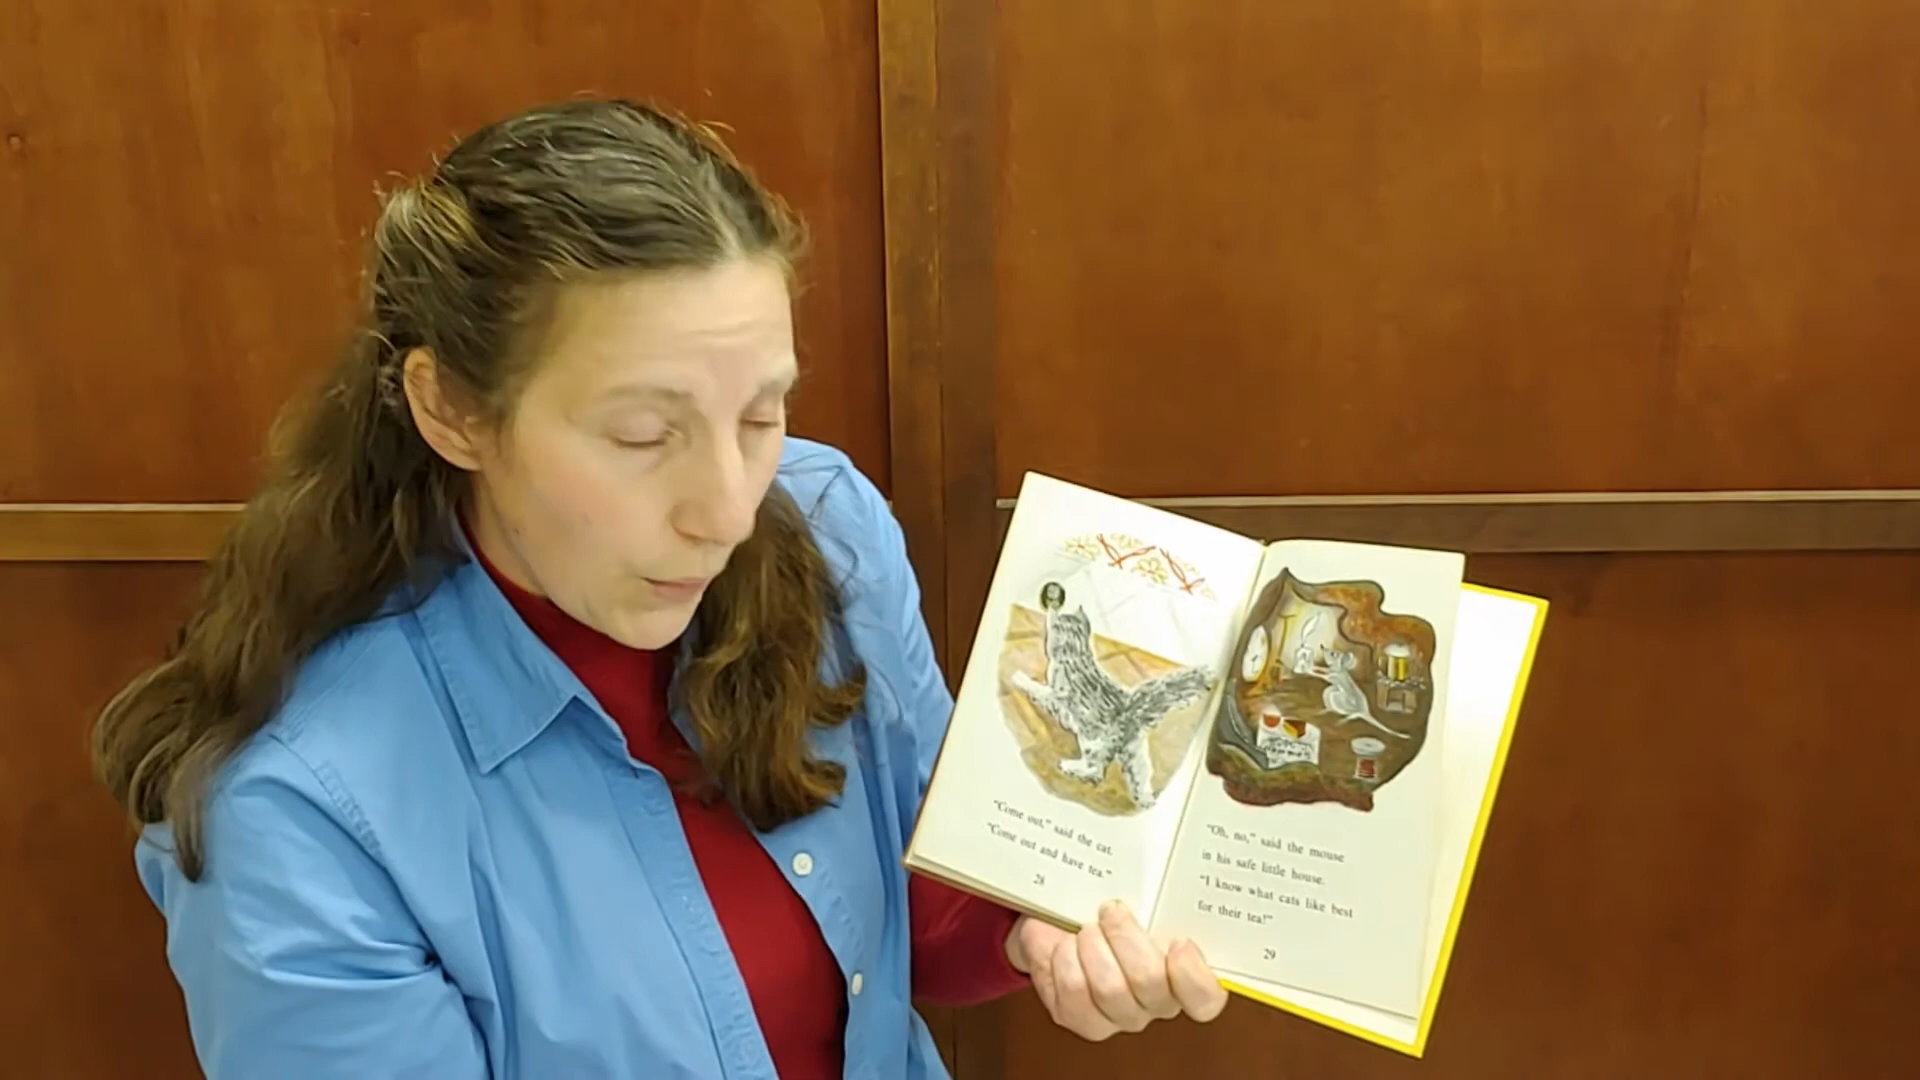 "Come out," said the cat.
"Come out and have tea."
28
"Oh, no," said the mouse
in his safe little house.
"I know what cats like best
for their tea!"
29